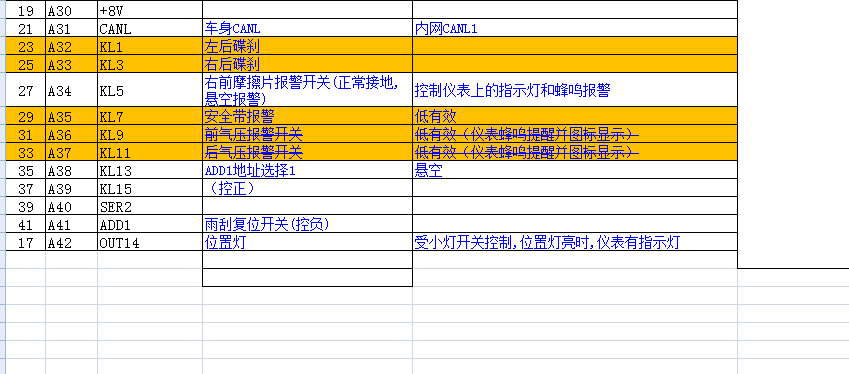 19 A30 +8V
21 A31 CANL 车身CANL 内网CANL1
23 A32 KL1 左后碟刹
25 A33 KL3 右后碟刹
27 A34 KL5 右前摩擦片报警开关(正常接地, 控制仪表上的指示灯和蜂鸣报警
悬空报警)
29 A35 KL7 安全带报警 低有效
31 A36 KL9 前气压报警开关 低有效（仪表蜂鸣提醒并图标显示）
33 A37 KL11 后气压报警开关 低有效（仪表蜂鸣提醒并图标显示）
35 A38 KL13 ADD1地址选择1 悬空
37 A39 KL15 （控正）
39 A40 SER2
41 A41 ADD1 雨刮复位开关(控负)
17 A42 OUT14 位置灯 受小灯开关控制,位置灯亮时,仪表有指示灯